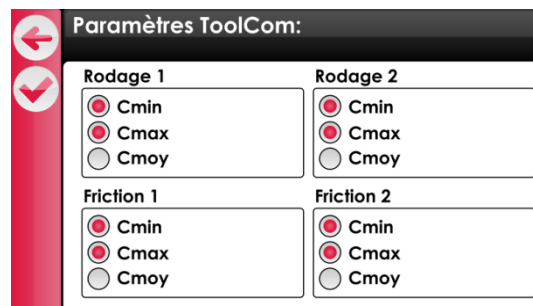 Paramètres ToolCom:
Rodage 1
Cmin
Cmax
Cmoy
Rodage 2
Cmin
Cmax
Cmoy
Friction 1
Cmin
Cmax
Cmoy
Friction 2
Cmin
Cmax
Cmoy